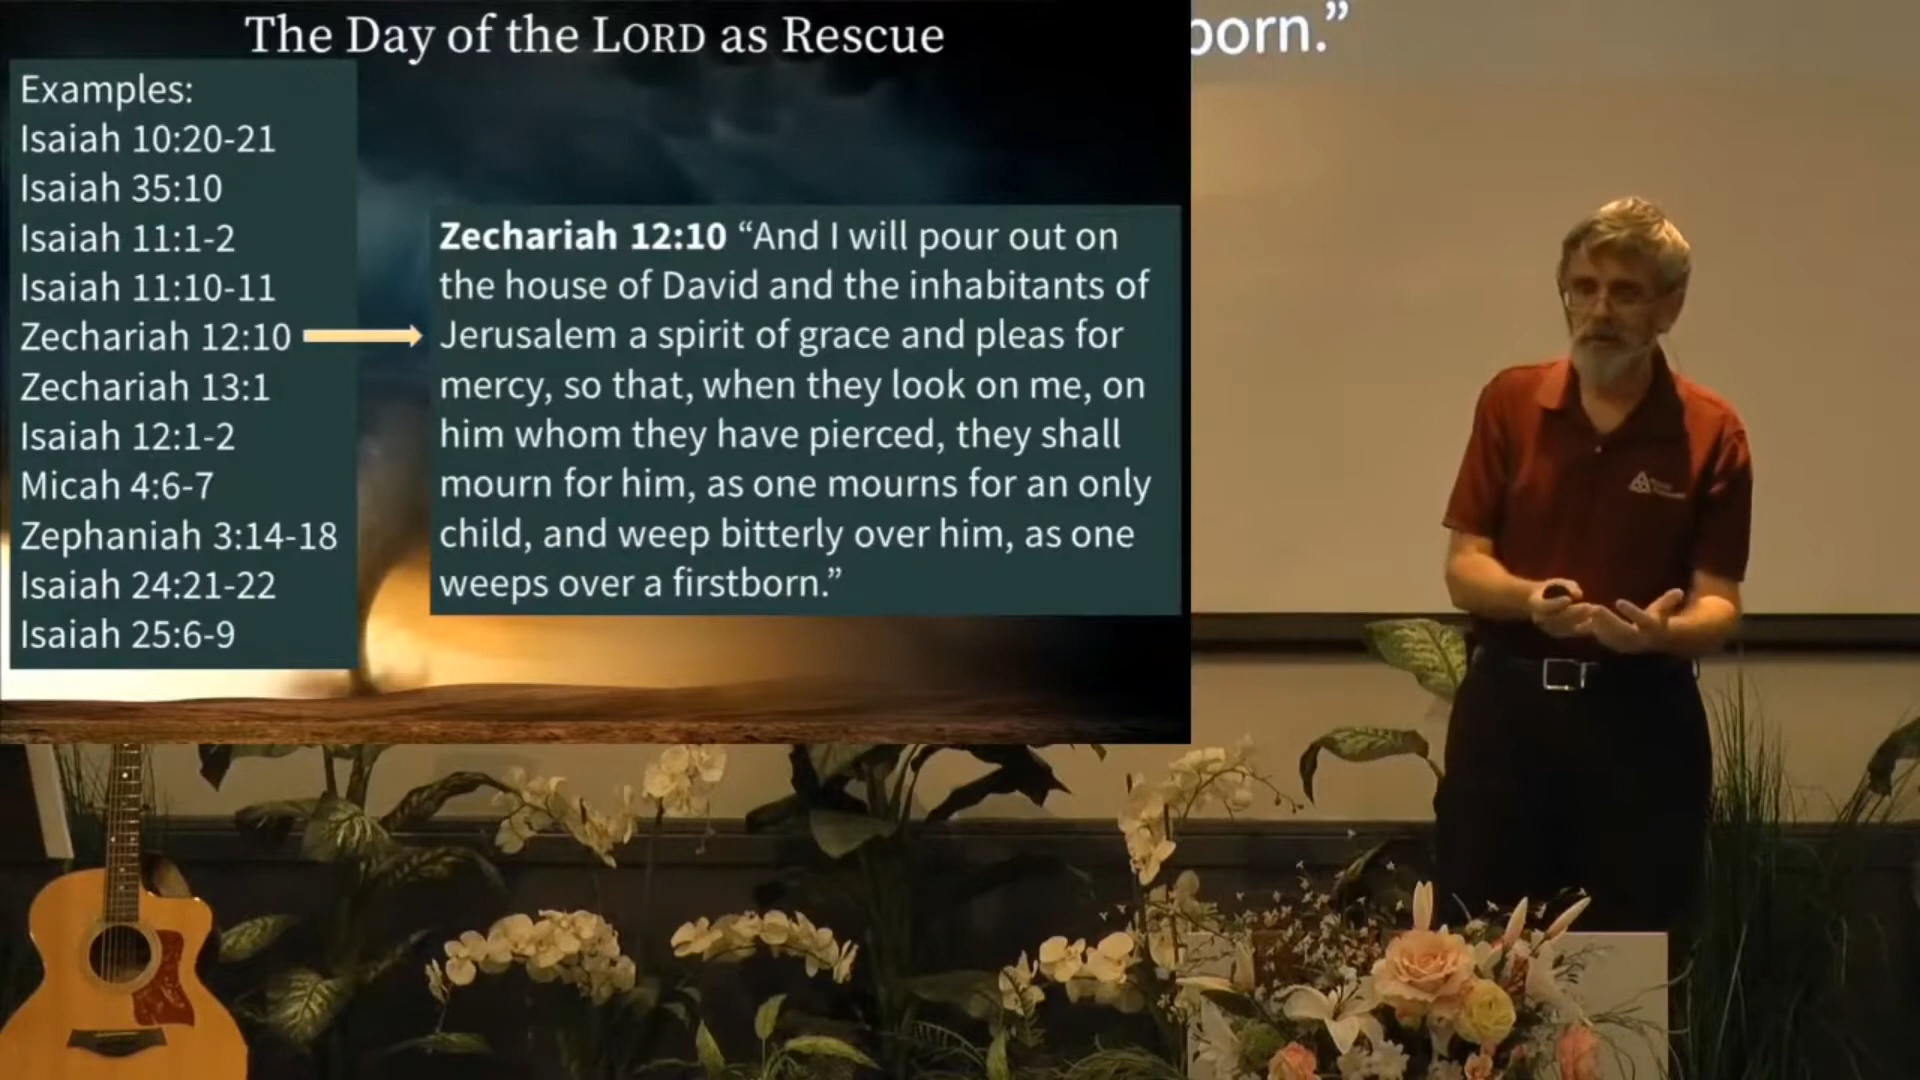 The Day of the LORD as Rescue
Examples:
Isaiah 10:20-21
Isaiah 35:10
Isaiah 11:1-2
Isaiah 11:10-11
Zechariah 12:10
Zechariah 13:1
Isaiah 12:1-2
Micah 4:6-7
Zephaniah 3:14-18
Isaiah 24:21-22
Isaiah 25:6-9
Zechariah 12:10 “And I will pour out on
the house of David and the inhabitants of
Jerusalem a spirit of grace and pleas for
mercy, so that, when they look on me, on
him whom they have pierced, they shall
mourn for him, as one mourns for an only
child, and weep bitterly over him, as one
weeps over a firstborn.”
born.”